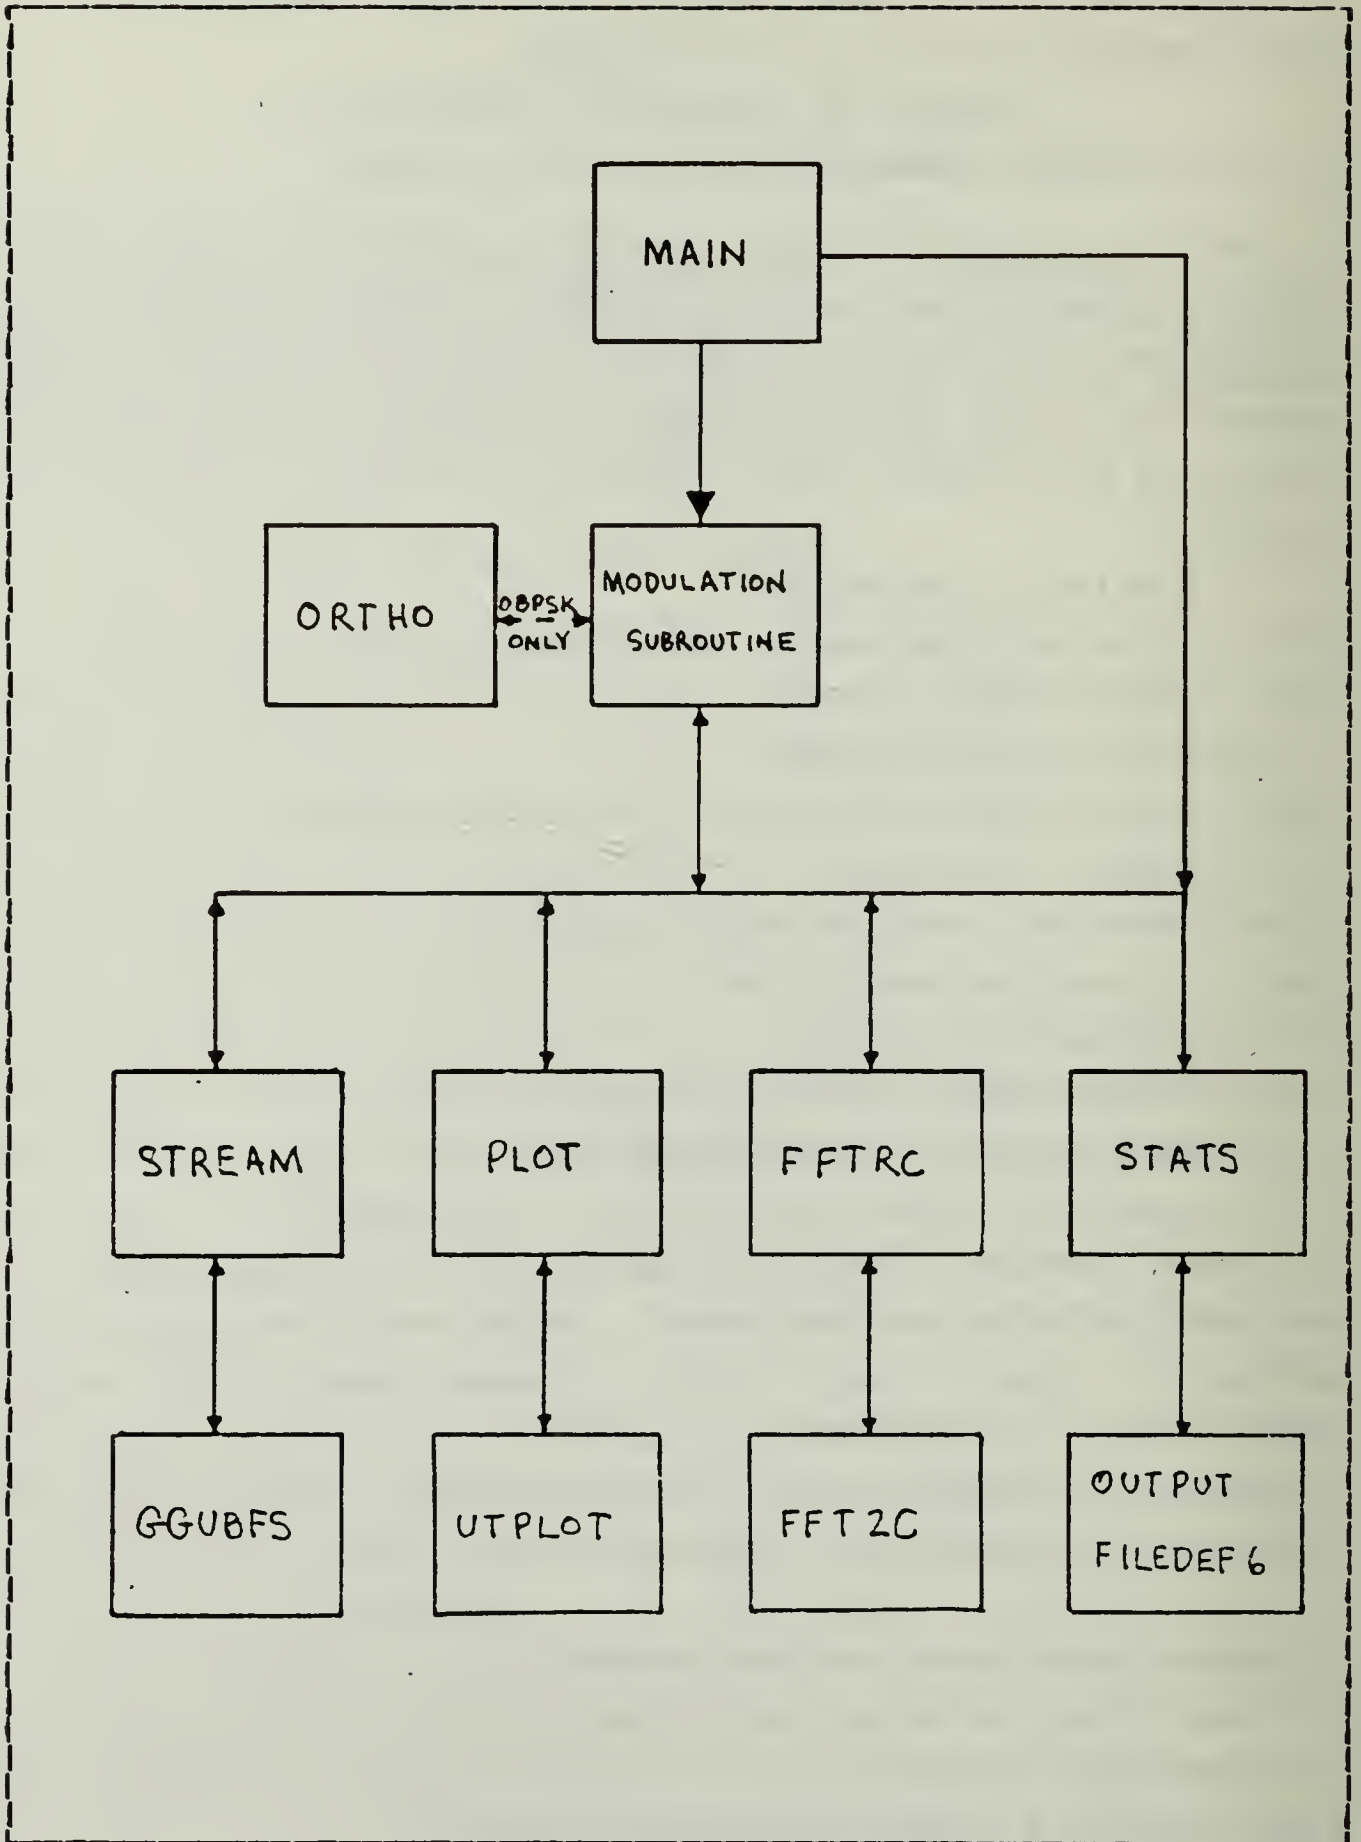 MAIN
ORTHO
OBPSK
ONLY
MODULATION
SUBROUTINE
STREAM
PLOT
FFTRC
STATS
GGUBFS
UTPLOT
FFT2C
OUTPUT
FILEDEF 6